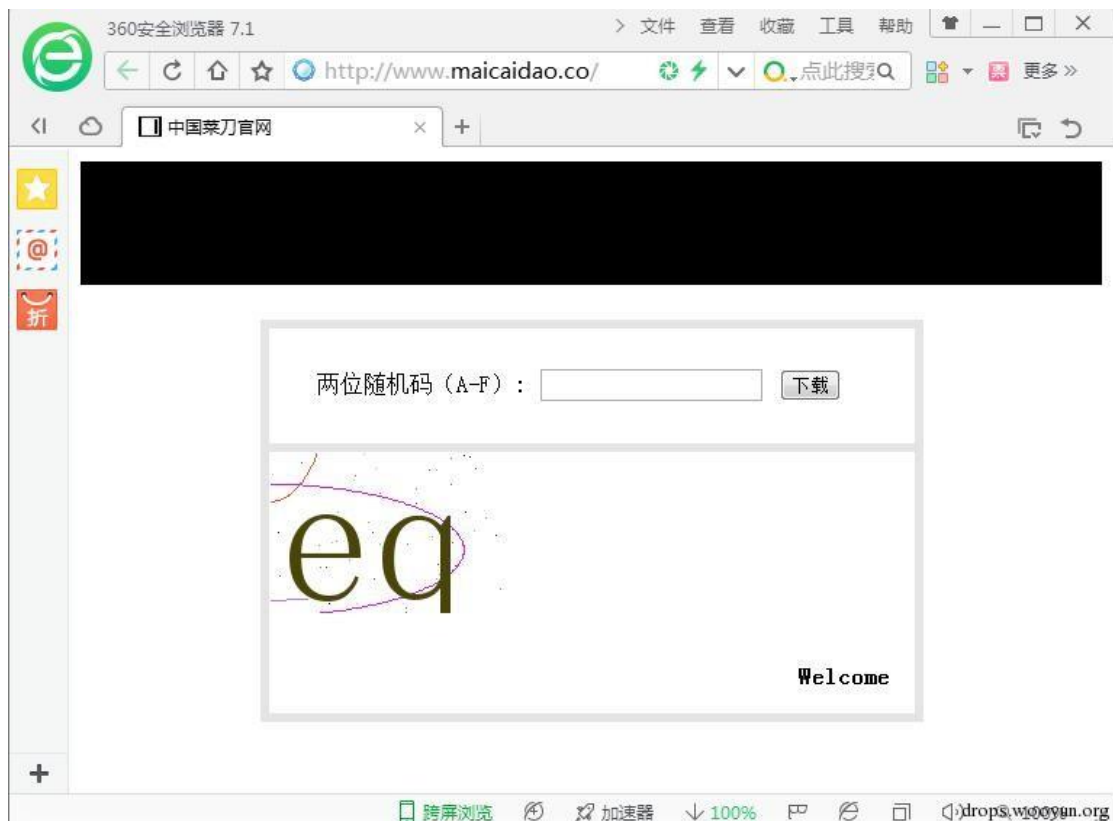 360安全浏览器 7.1
文件 查看 收藏 工具 帮助
http://www.maicaidao.co/
点此搜索
票
更多 »
中国菜刀官网
@
折
两位随机码（A-F）：
下载
eq
Welcome
跨屏浏览
加速器
100%
drops.wooyun.org